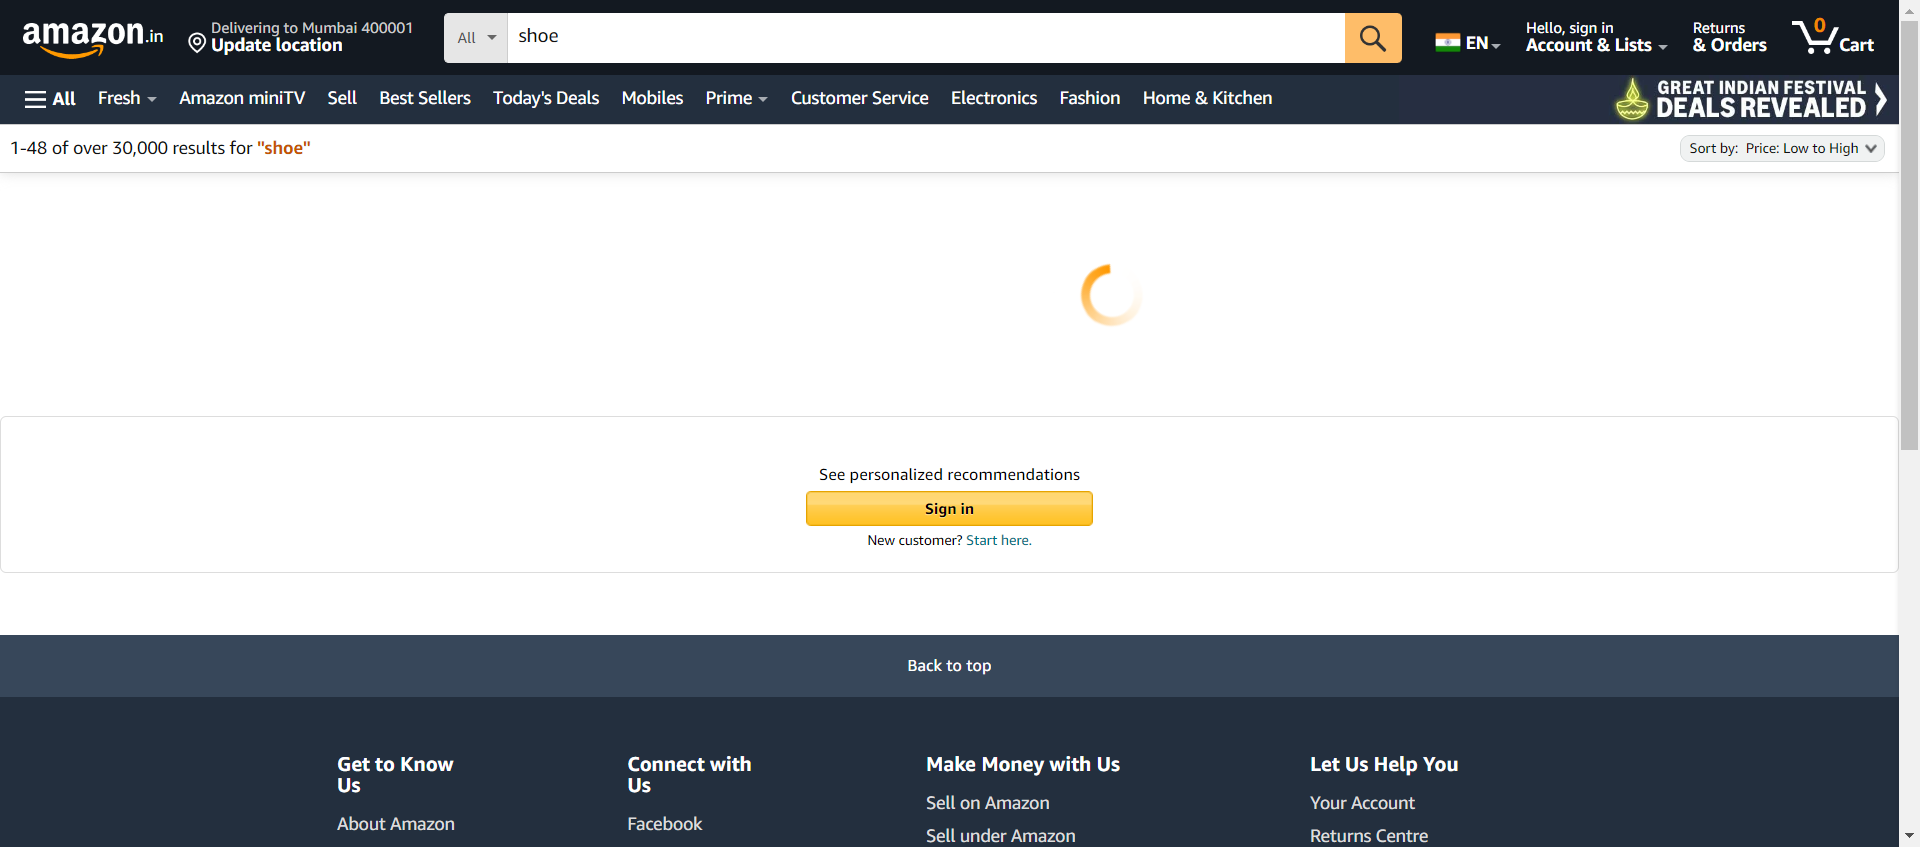 amazon.in
Delivering to Mumbai 400001
Update location
All
shoe
EN
Hello, sign in
Account & Lists
Returns
& Orders
0
Cart
All
Fresh
Amazon miniTV
Sell
Best Sellers
Today's Deals
Mobiles
Prime
Customer Service
Electronics
Fashion
Home & Kitchen
GREAT INDIAN FESTIVAL
DEALS REVEALED
1-48 of over 30,000 results for "shoe"
Sort by: Price: Low to High
See personalized recommendations
Sign in
New customer? Start here.
Back to top
Get to Know
Us
About Amazon
Connect with
Us
Facebook
Make Money with Us
Sell on Amazon
Sell under Amazon
Let Us Help You
Your Account
Returns Centre